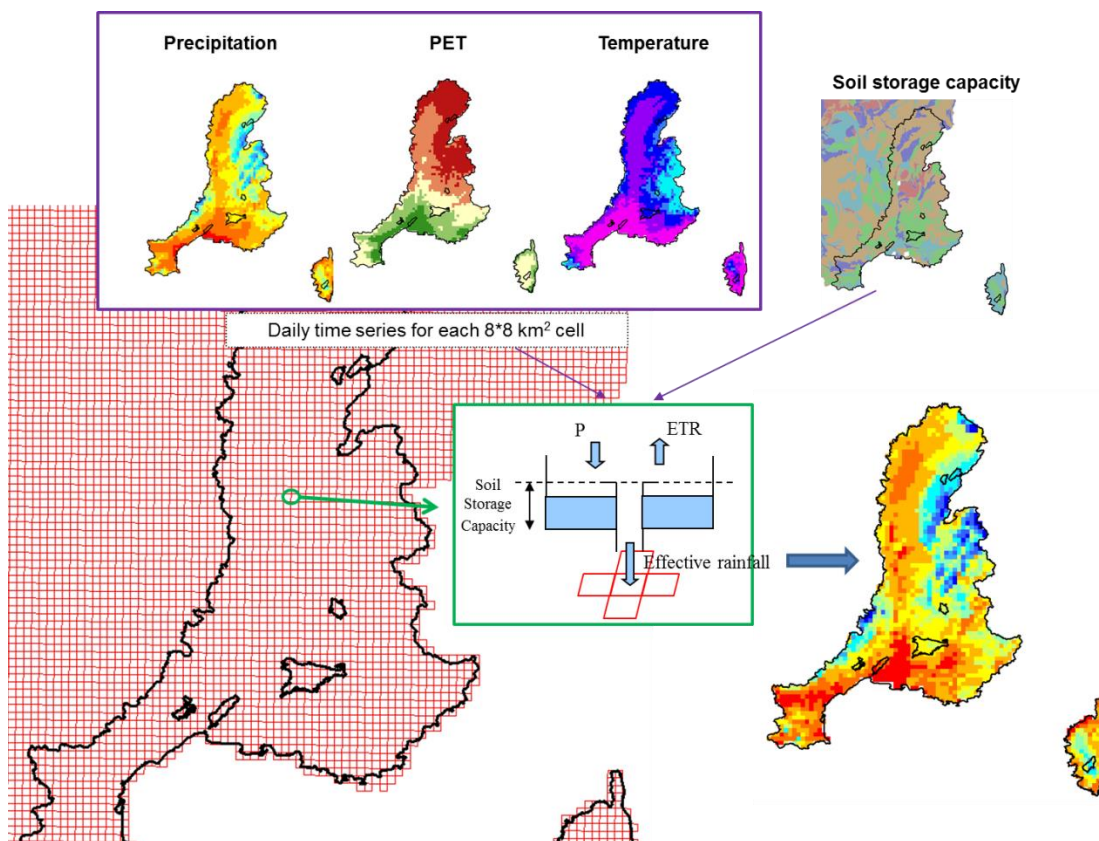 Precipitation
PET
Temperature
Soil storage capacity
Daily time series for each 8*8 km² cell
P
ETR
Soil
Storage
Capacity
Effective rainfall